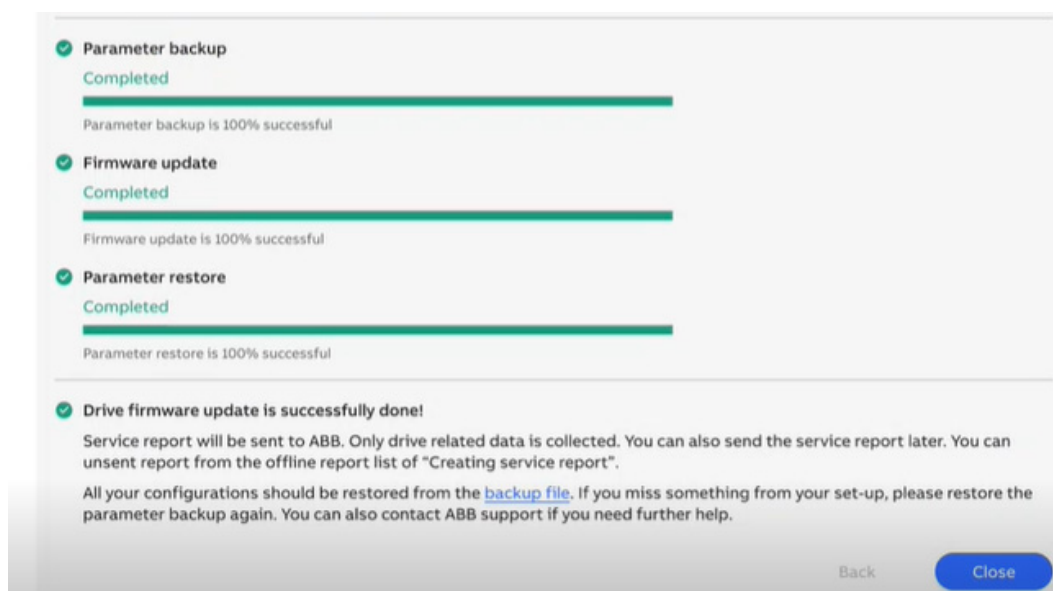 Parameter backup
Completed
Parameter backup is 100% successful
Firmware update
Completed
Firmware update is 100% successful
Parameter restore
Completed
Parameter restore is 100% successful
Drive firmware update is successfully done!
Service report will be sent to ABB. Only drive related data is collected. You can also send the service report later. You can
unsent report from the offline report list of "Creating service report".
All your configurations should be restored from the backup file. If you miss something from your set-up, please restore the
parameter backup again. You can also contact ABB support if you need further help.
Back
Close